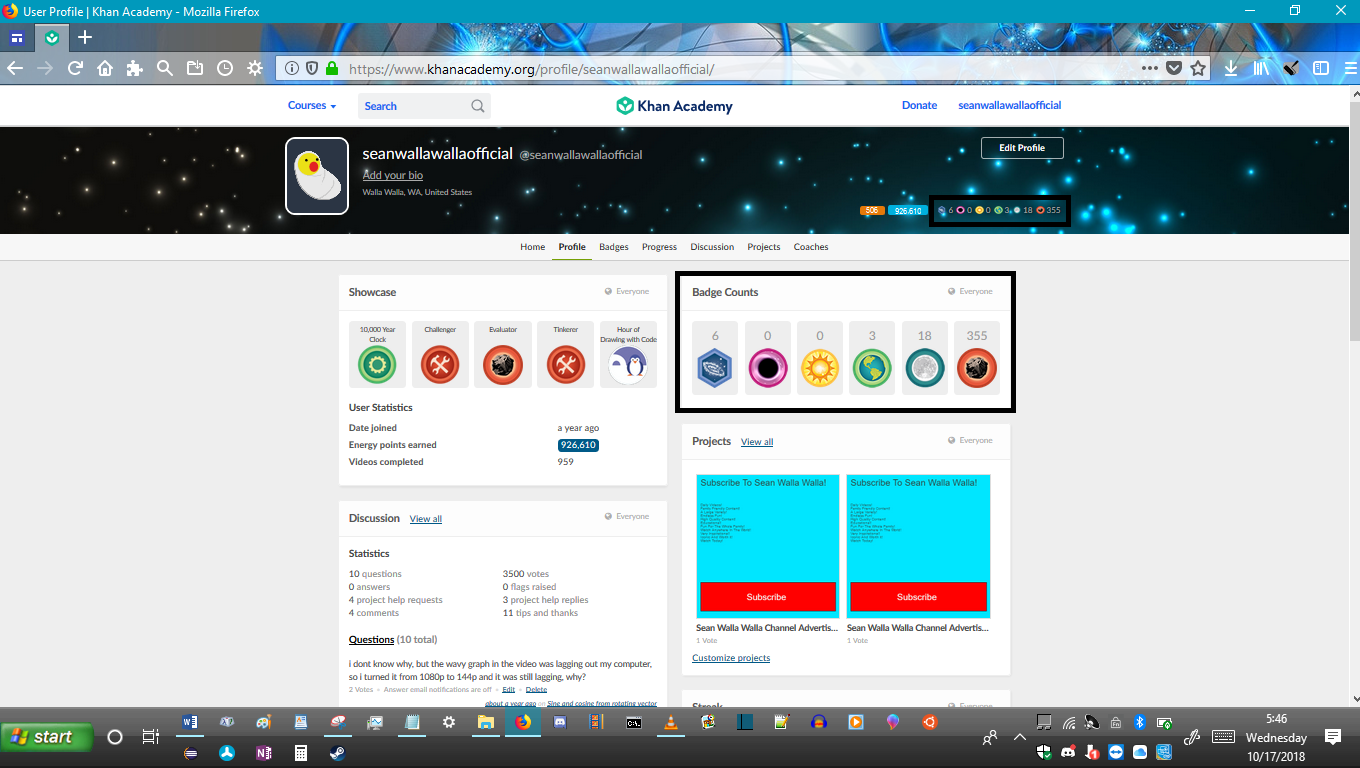 User Profile | Khan Academy - Mozilla Firefox
https://www.khanacademy.org/profile/seanwallawallaofficial/
Courses
Search
Khan Academy
Donate
seanwallawallaofficial
seanwallawallaofficial @seanwallawallaofficial
Edit Profile
Add your bio
Walla Walla, WA, United States
506 926,610 6 0 0 3 18 355
Home Profile Badges Progress Discussion Projects Coaches
Showcase
Everyone
10,000 Year
Clock
Challenger
Evaluator
Tinkerer
Hour of
Drawing with Code
User Statistics
Date joined a year ago
Energy points earned 926,610
Videos completed 959
Badge Counts
Everyone
6 0 0 3 18 355
Discussion View all
Everyone
Statistics
10 questions 3500 votes
0 answers 0 flags raised
4 project help requests 3 project help replies
4 comments 11 tips and thanks
Questions (10 total)
i dont know why, but the wavy graph in the video was lagging out my computer,
so i turned it from 1080p to 144p and it was still lagging, why?
2 Votes • Answer email notifications are off • Edit • Delete
about a year ago on Sine and cosine from rotating vector
Projects View all
Everyone
Subscribe To Sean Walla Walla!
Subscribe
Sean Walla Walla Channel Advertis...
1 Vote
Subscribe To Sean Walla Walla!
Subscribe
Sean Walla Walla Channel Advertis...
1 Vote
Customize projects
Streak
Everyone
start
5:46
Wednesday
10/17/2018